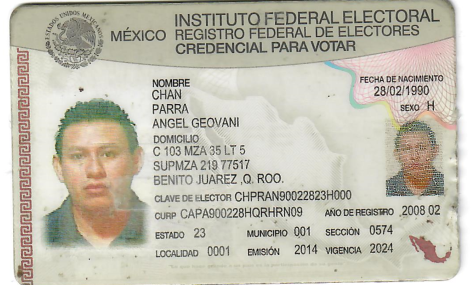 MÉXICO
INSTITUTO FEDERAL ELECTORAL
REGISTRO FEDERAL DE ELECTORES
CREDENCIAL PARA VOTAR
NOMBRE
CHAN
PARRA
ANGEL GEOVANI
FECHA DE NACIMIENTO
28/02/1990
SEXO H
DOMICILIO
C 103 MZA 35 LT 5
SUPMZA 219 77517
BENITO JUAREZ ,Q. ROO.
CLAVE DE ELECTOR CHPRAN90022823H000
CURP CAPA900228HQRHRN09 AÑO DE REGISTRO 2008 02
ESTADO 23 MUNICIPIO 001 SECCIÓN 0574
LOCALIDAD 0001 EMISIÓN 2014 VIGENCIA 2024